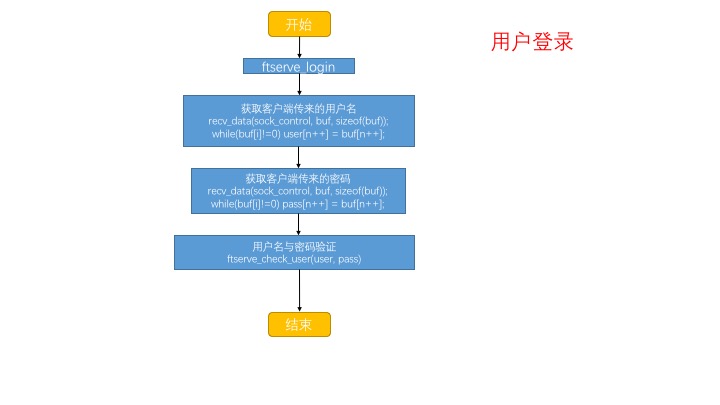 开始
用户登录
ftserve_login
获取客户端传来的用户名
recv_data(sock_control, buf, sizeof(buf));
while(buf[i]!=0) user[n++] = buf[n++];
获取客户端传来的密码
recv_data(sock_control, buf, sizeof(buf));
while(buf[i]!=0) pass[n++] = buf[n++];
用户名与密码验证
ftserve_check_user(user, pass)
结束